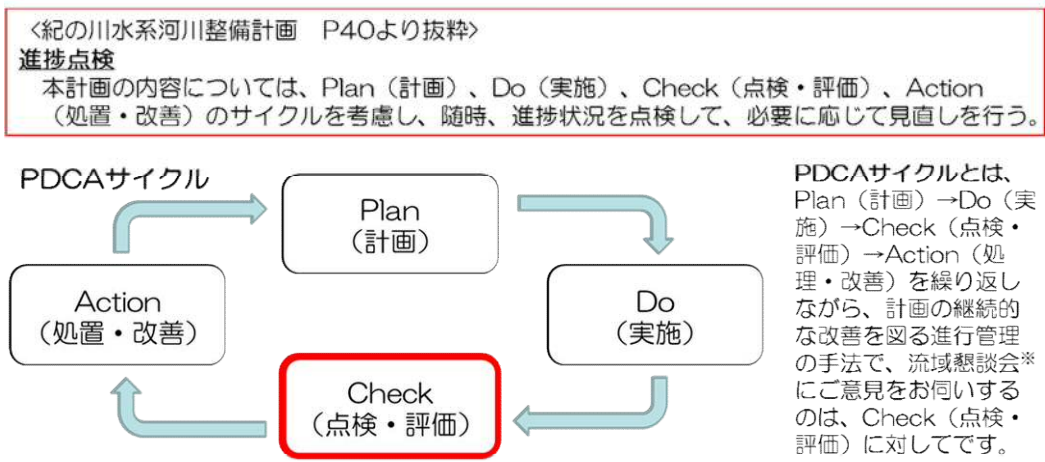 <紀の川水系河川整備計画　P40より抜粋>
進捗点検
本計画の内容については、Plan（計画）、Do（実施）、Check（点検・評価）、Action
（処置・改善）のサイクルを考慮し、随時、進捗状況を点検して、必要に応じて見直しを行う。
PDCAサイクル
Plan
（計画）
Action
（処置・改善）
Do
（実施）
Check
（点検・評価）
PDCAサイクルとは、
Plan（計画）→Do（実
施）→Check（点検・
評価）→Action（処
理・改善）を繰り返し
ながら、計画の継続的
な改善を図る進行管理
の手法で、流域懇談会※
にご意見をお伺いする
のは、Check（点検・
評価）に対してです。